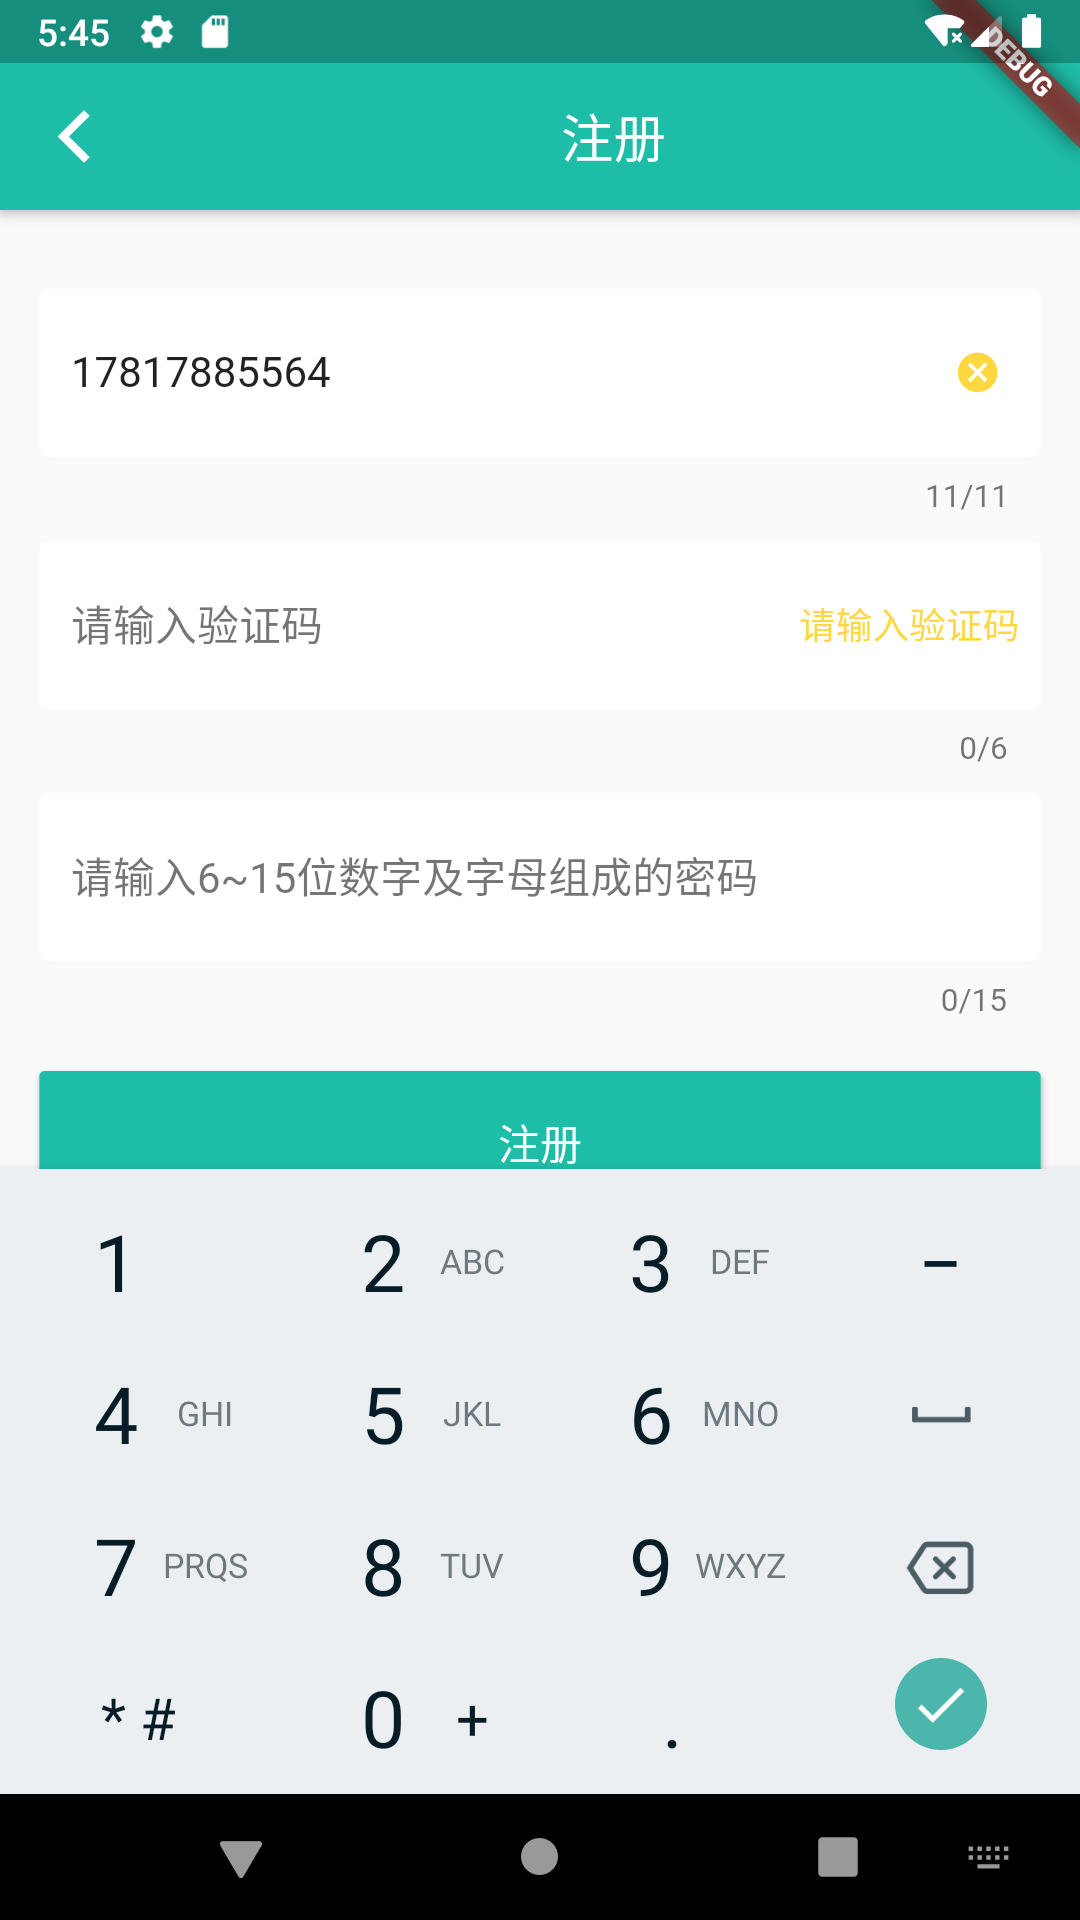 5:45
DEBUG
注册
17817885564
11/11
请输入验证码 请输入验证码
0/6
请输入6~15位数字及字母组成的密码
0/15
注册
1 2 ABC 3 DEF –
4 GHI 5 JKL 6 MNO
7 PRQS 8 TUV 9 WXYZ
* # 0 + .